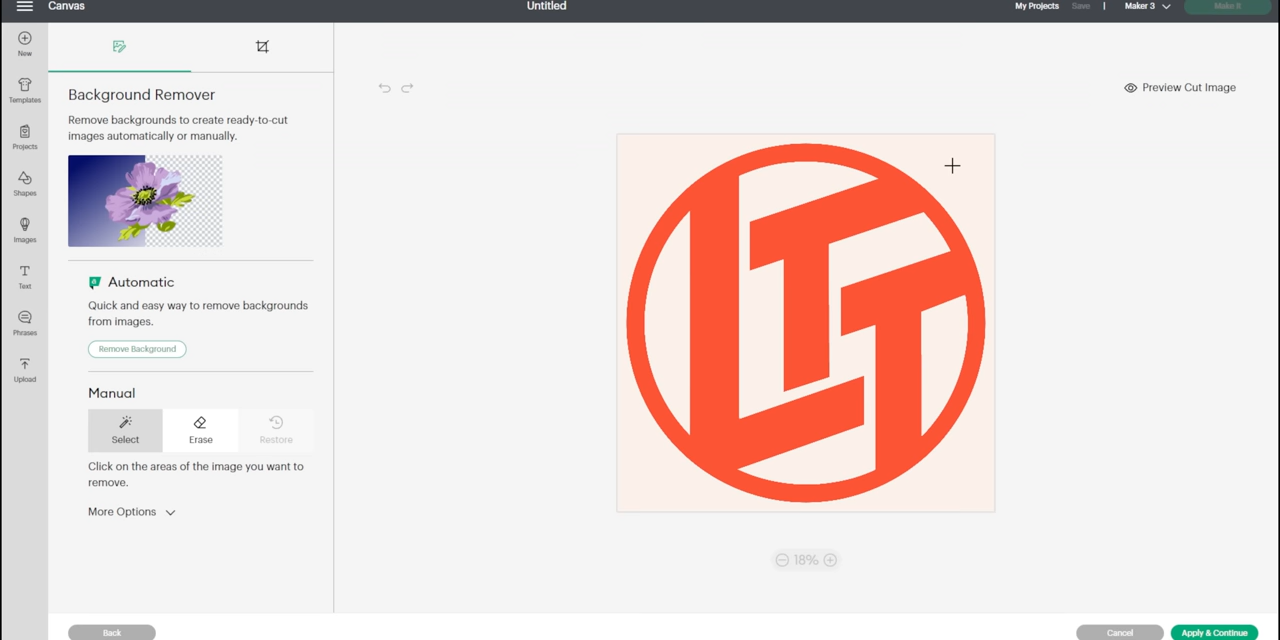 Canvas
Untitled
My Projects Save | Maker 3 Make It
New
Templates
Projects
Shapes
Images
Text
Phrases
Upload
Background Remover
Remove backgrounds to create ready-to-cut
images automatically or manually.
a
Automatic
Quick and easy way to remove backgrounds
from images.
Remove Background
Manual
Select
Erase
Restore
Click on the areas of the image you want to
remove.
More Options
Preview Cut Image
LTT
18%
Back
Cancel
Apply & Continue